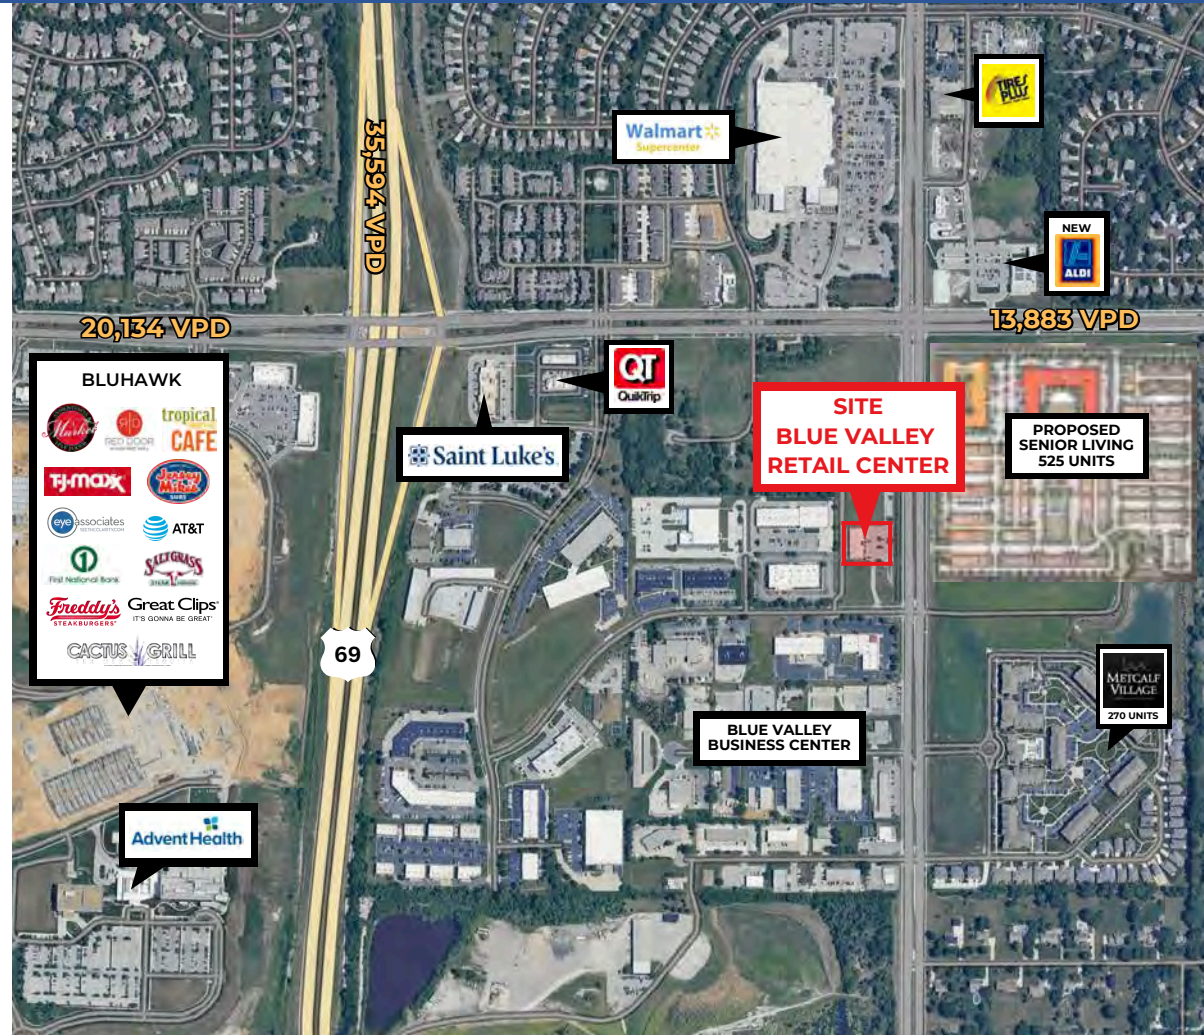 35,594 VPD
TIRES
PLUS
Walmart
Supercenter
NEW
ALDI
20,134 VPD
13,883 VPD
BLUHAWK
Market
RED DOOR
tropical
CAFE
T·J·maxx
Jersey
Mike's
SUBS
eye associates
AT&T
First National Bank
SALTGRASS
STEAK HOUSE
Freddy's
STEAKBURGERS
Great Clips®
IT'S GONNA BE GREAT®
CACTUS GRILL
QT
QuikTrip
Saint Luke's
SITE
BLUE VALLEY
RETAIL CENTER
PROPOSED
SENIOR LIVING
525 UNITS
69
METCALF
VILLAGE
270 UNITS
BLUE VALLEY
BUSINESS CENTER
AdventHealth